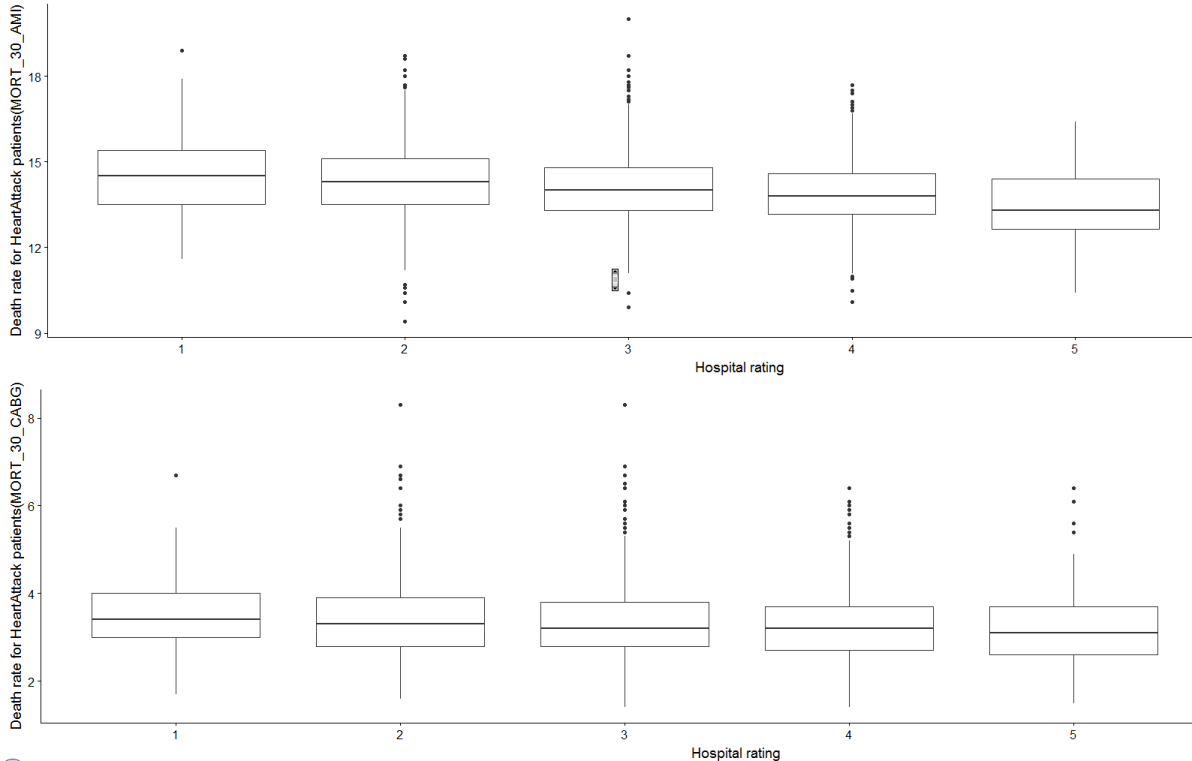 Death rate for HeartAttack patients(MORT_30_AMI)
18
15
12
9
1 2 3 4 5
Hospital rating
Death rate for HeartAttack patients(MORT_30_CABG)
8
6
4
2
1 2 3 4 5
Hospital rating